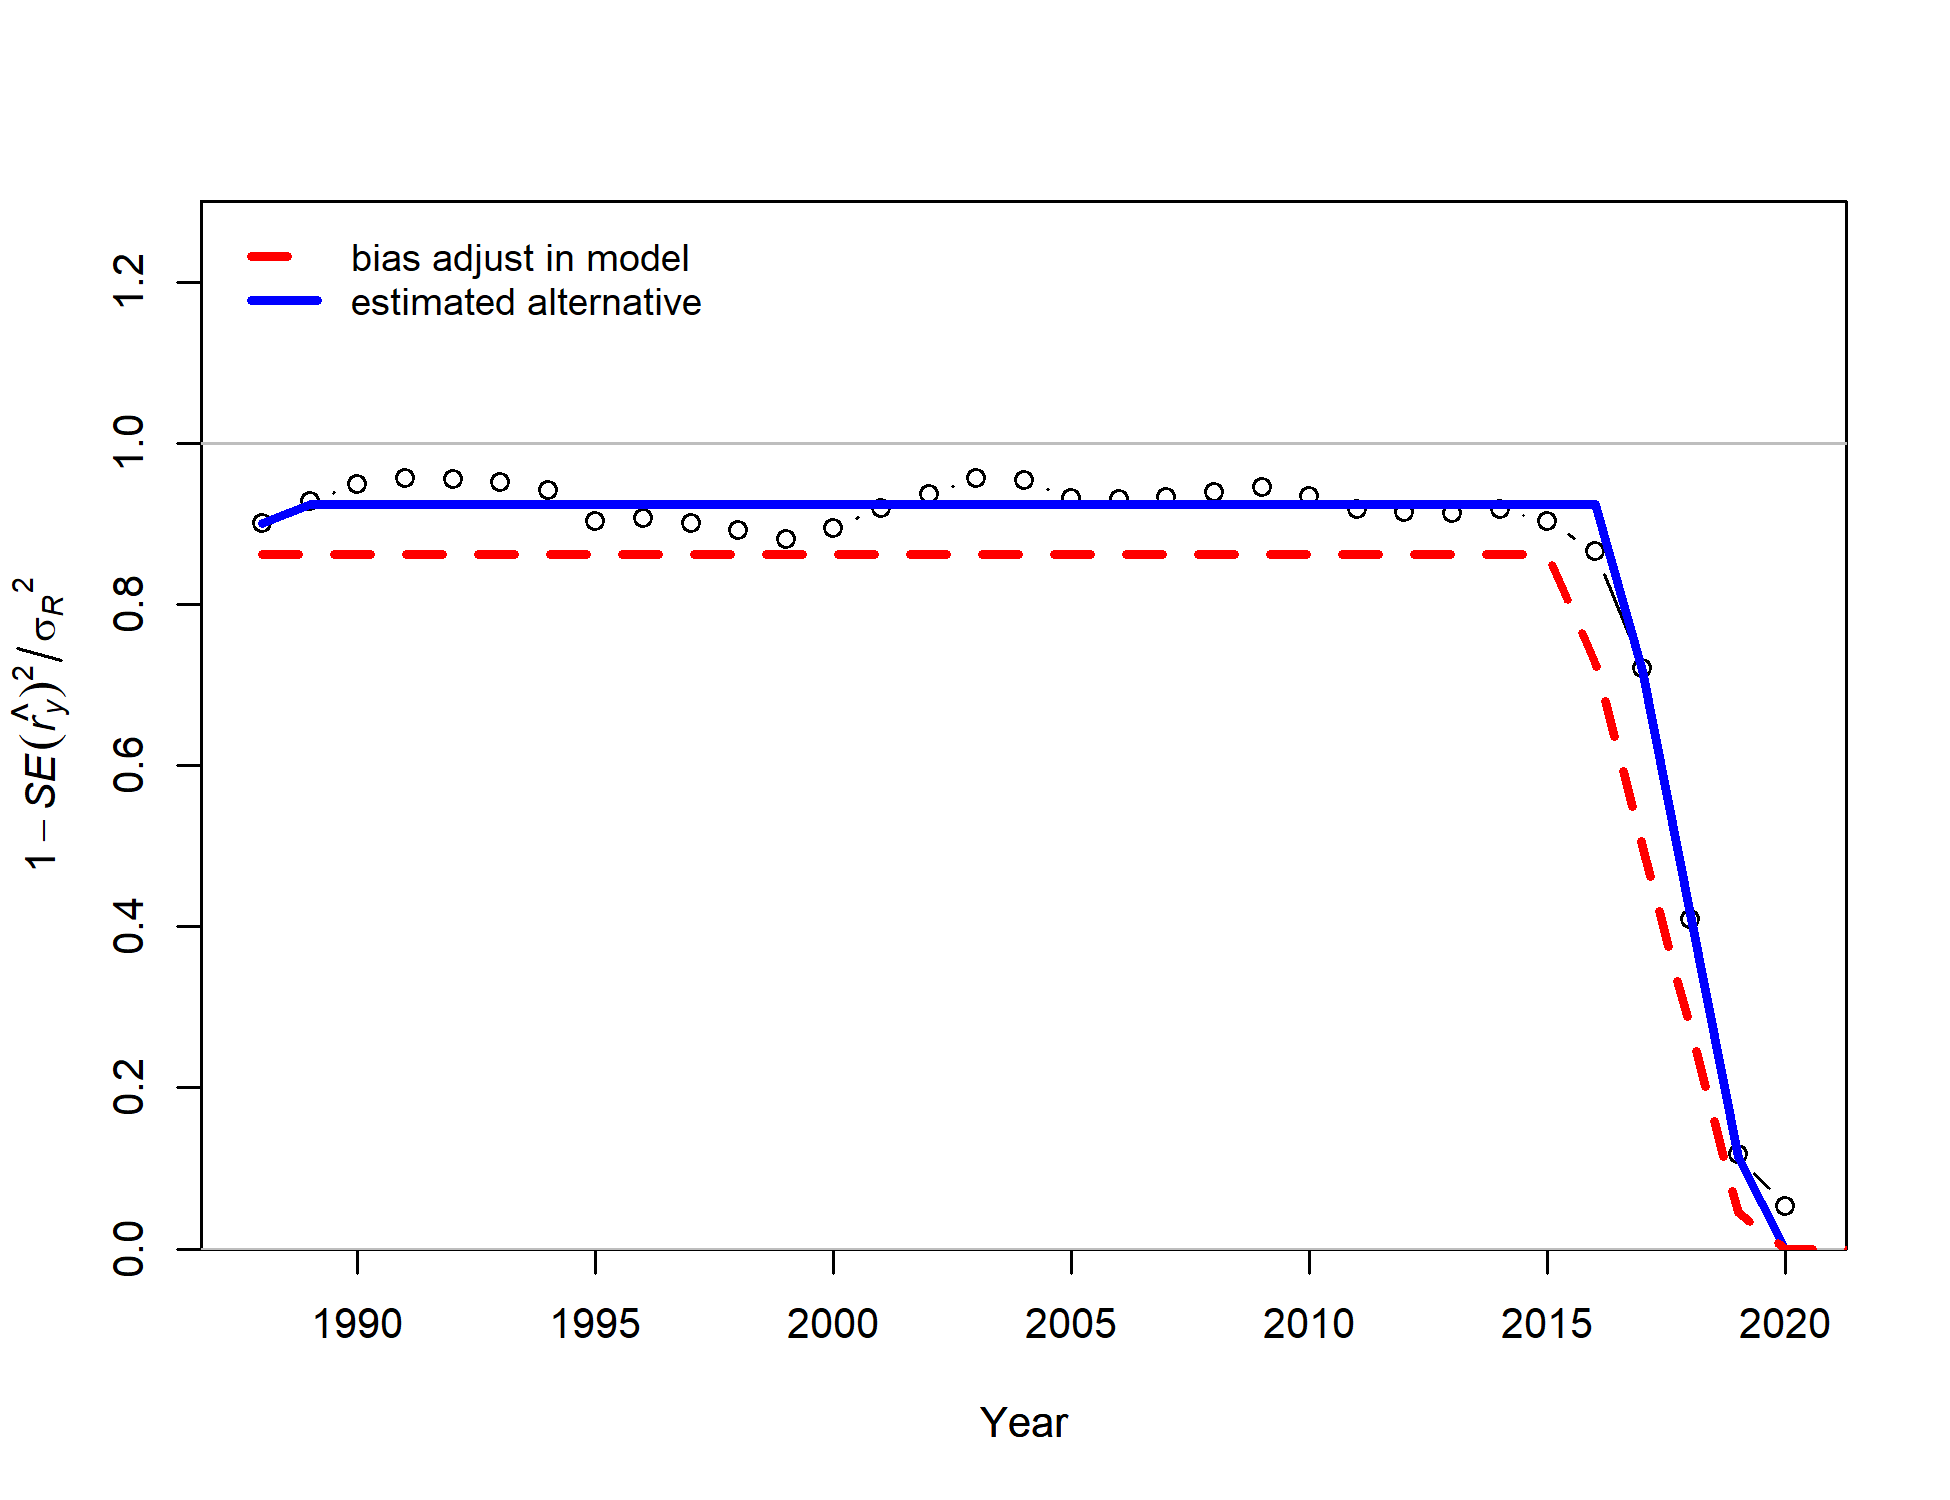 bias adjust in model
estimated alternative
1.2
1.0
0.8
0.6
0.4
0.2
0.0
1 − SE(r̂y)² / σR²
1990 1995 2000 2005 2010 2015 2020
Year